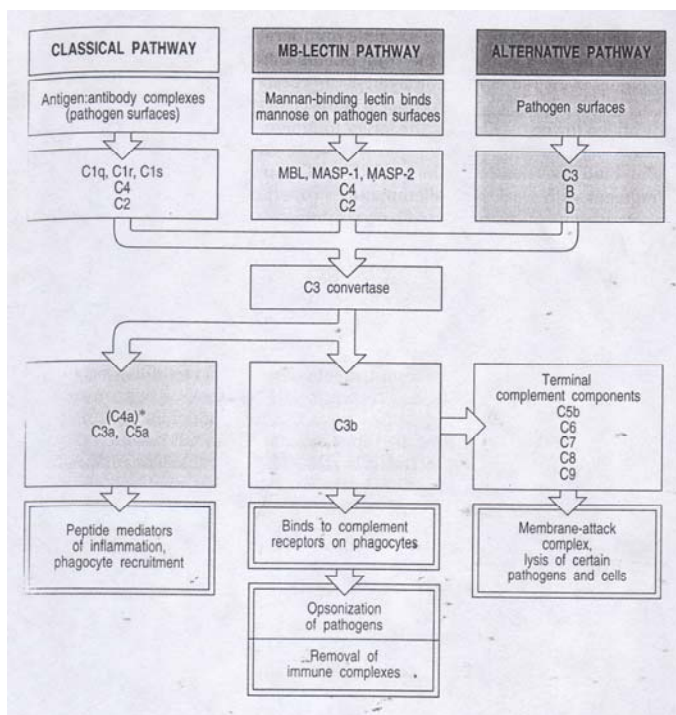 CLASSICAL PATHWAY
MB-LECTIN PATHWAY
ALTERNATIVE PATHWAY
Antigen:antibody complexes
(pathogen surfaces)
Mannan-binding lectin binds
mannose on pathogen surfaces
Pathogen surfaces
C1q, C1r, C1s
C4
C2
MBL, MASP-1, MASP-2
C4
C2
C3
B
D
C3 convertase
(C4a)*
C3a, C5a
C3b
Terminal
complement components
C5b
C6
C7
C8
C9
Peptide mediators
of inflammation,
phagocyte recruitment
Binds to complement
receptors on phagocytes
Membrane-attack
complex,
lysis of certain
pathogens and cells
Opsonization
of pathogens
Removal of
immune complexes